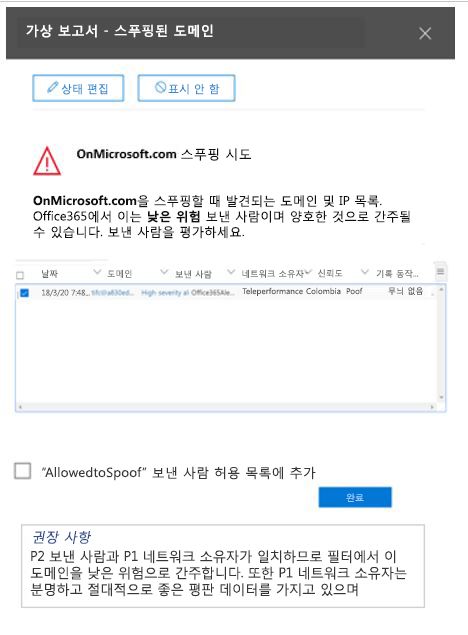 가상 보고서 - 스푸핑된 도메인
상태 편집
표시 안 함
OnMicrosoft.com 스푸핑 시도
OnMicrosoft.com을 스푸핑할 때 발견되는 도메인 및 IP 목록.
Office365에서 이는 낮은 위험 보낸 사람이며 양호한 것으로 간주될
수 있습니다. 보낸 사람을 평가하세요.
날짜 도메인 보낸 사람 네트워크 소유자 신뢰도 기록 동작...
18/3/20 7:48... High severity al Office365Ale... Teleperformance Colombia Poof 무늬 없음
"AllowedtoSpoof" 보낸 사람 허용 목록에 추가
완료
권장 사항
P2 보낸 사람과 P1 네트워크 소유자가 일치하므로 필터에서 이
도메인을 낮은 위험으로 간주합니다. 또한 P1 네트워크 소유자는
분명하고 절대적으로 좋은 평판 데이터를 가지고 있으며